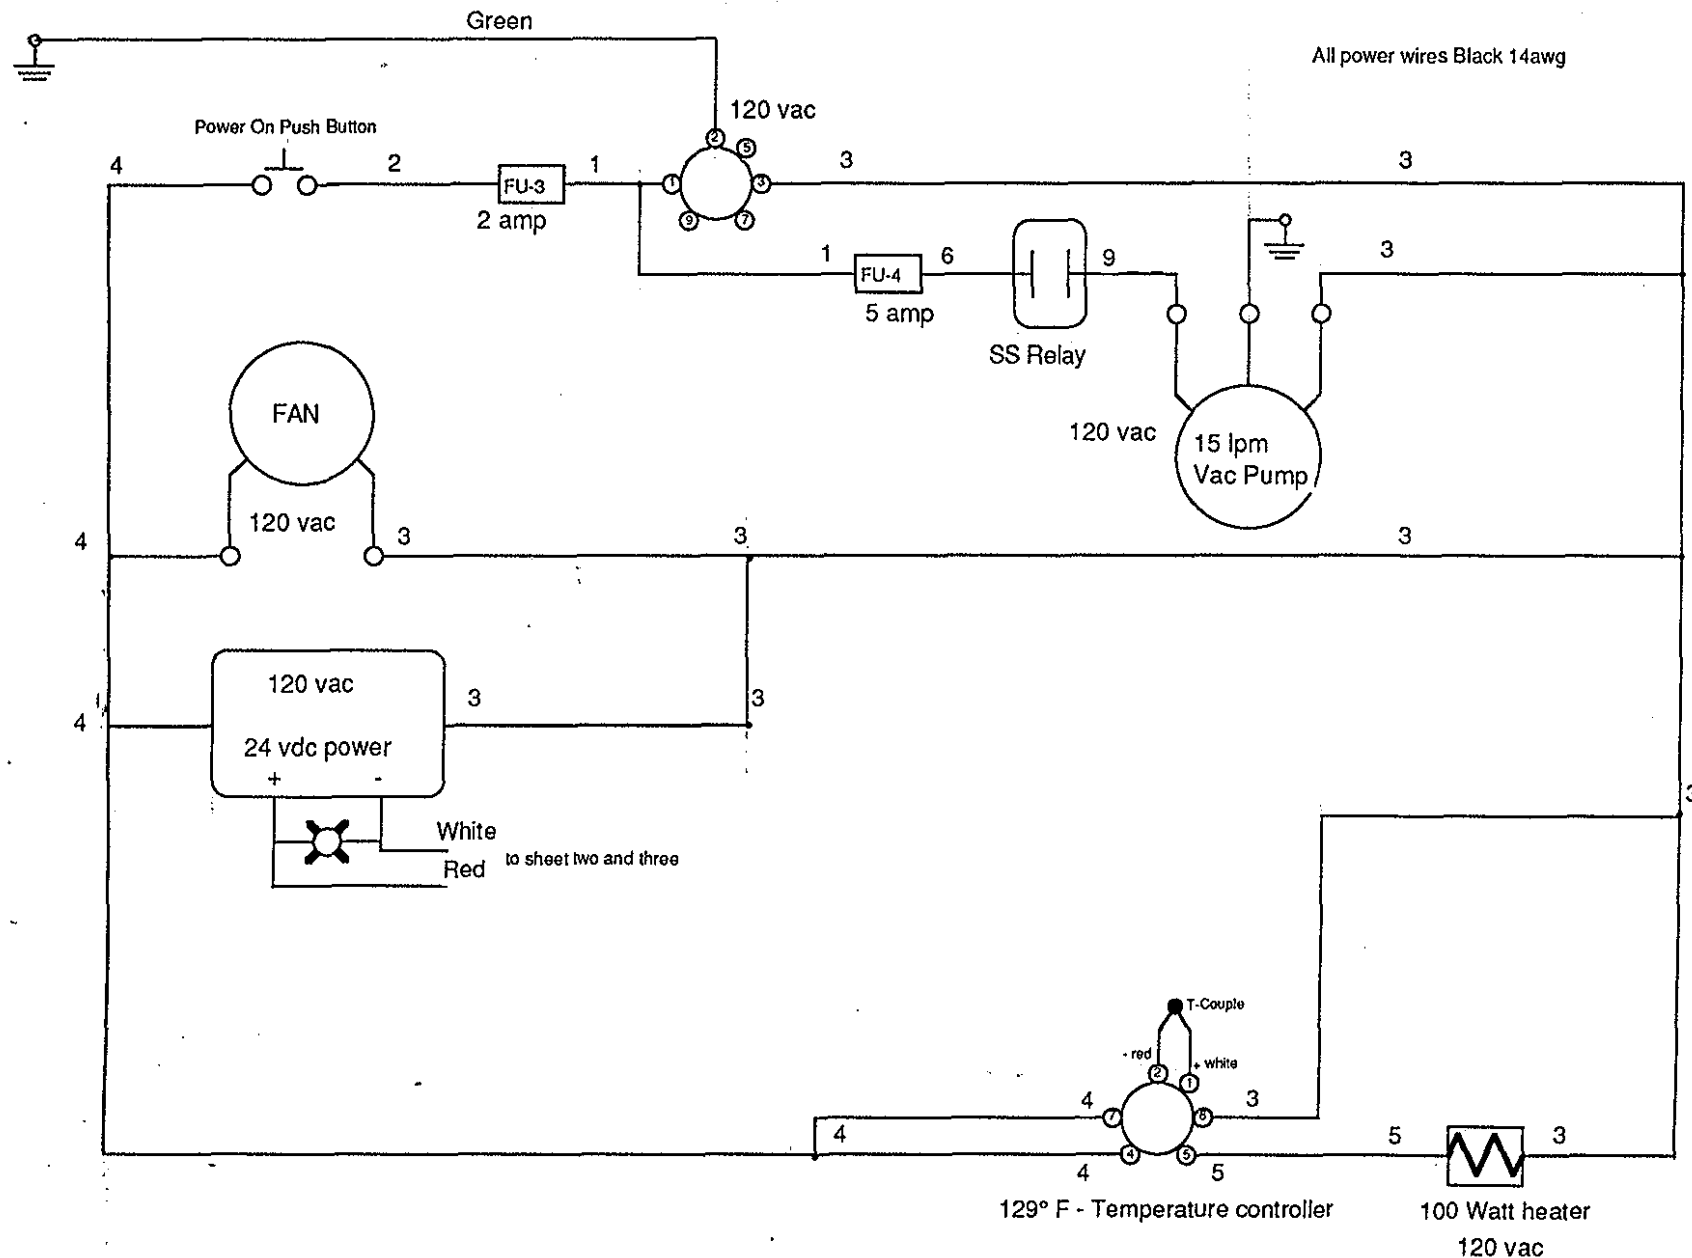 Green
All power wires Black 14awg
120 vac
Power On Push Button
2
5
4
2
FU-3
1
1
3
3
3
2 amp
9
7
1
FU-4
6
9
3
5 amp
SS Relay
FAN
120 vac
15 lpm
Vac Pump
120 vac
4
3
3
3
120 vac
4
3
3
24 vdc power
+ -
3
White
Red
to sheet two and three
T-Couple
- red
+ white
2
1
4
7
8
3
4
4
5
5
3
4
5
129° F - Temperature controller
100 Watt heater
120 vac